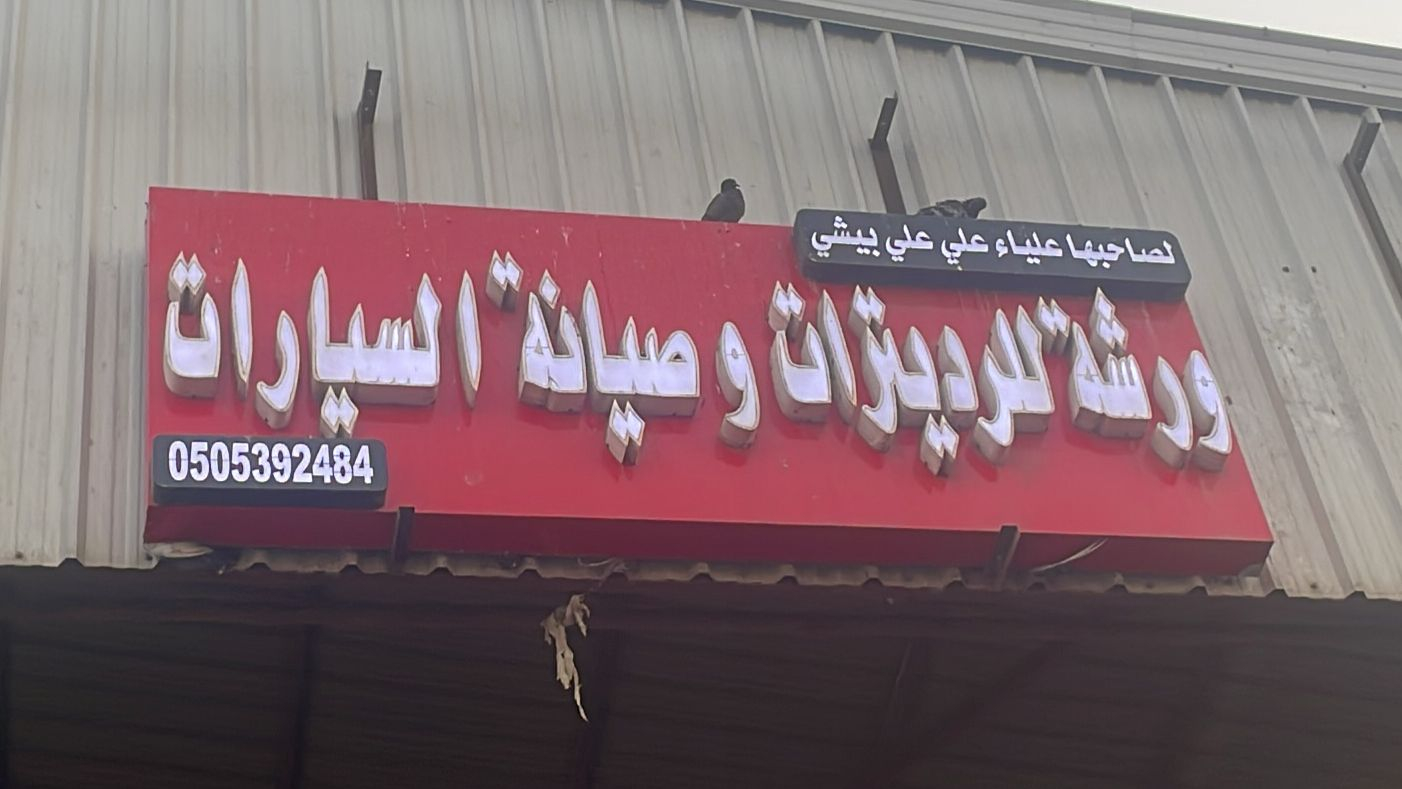 لصاحبها علياء علي علي بيشي
ورشة للرديترات وصيانة السيارات
0505392484